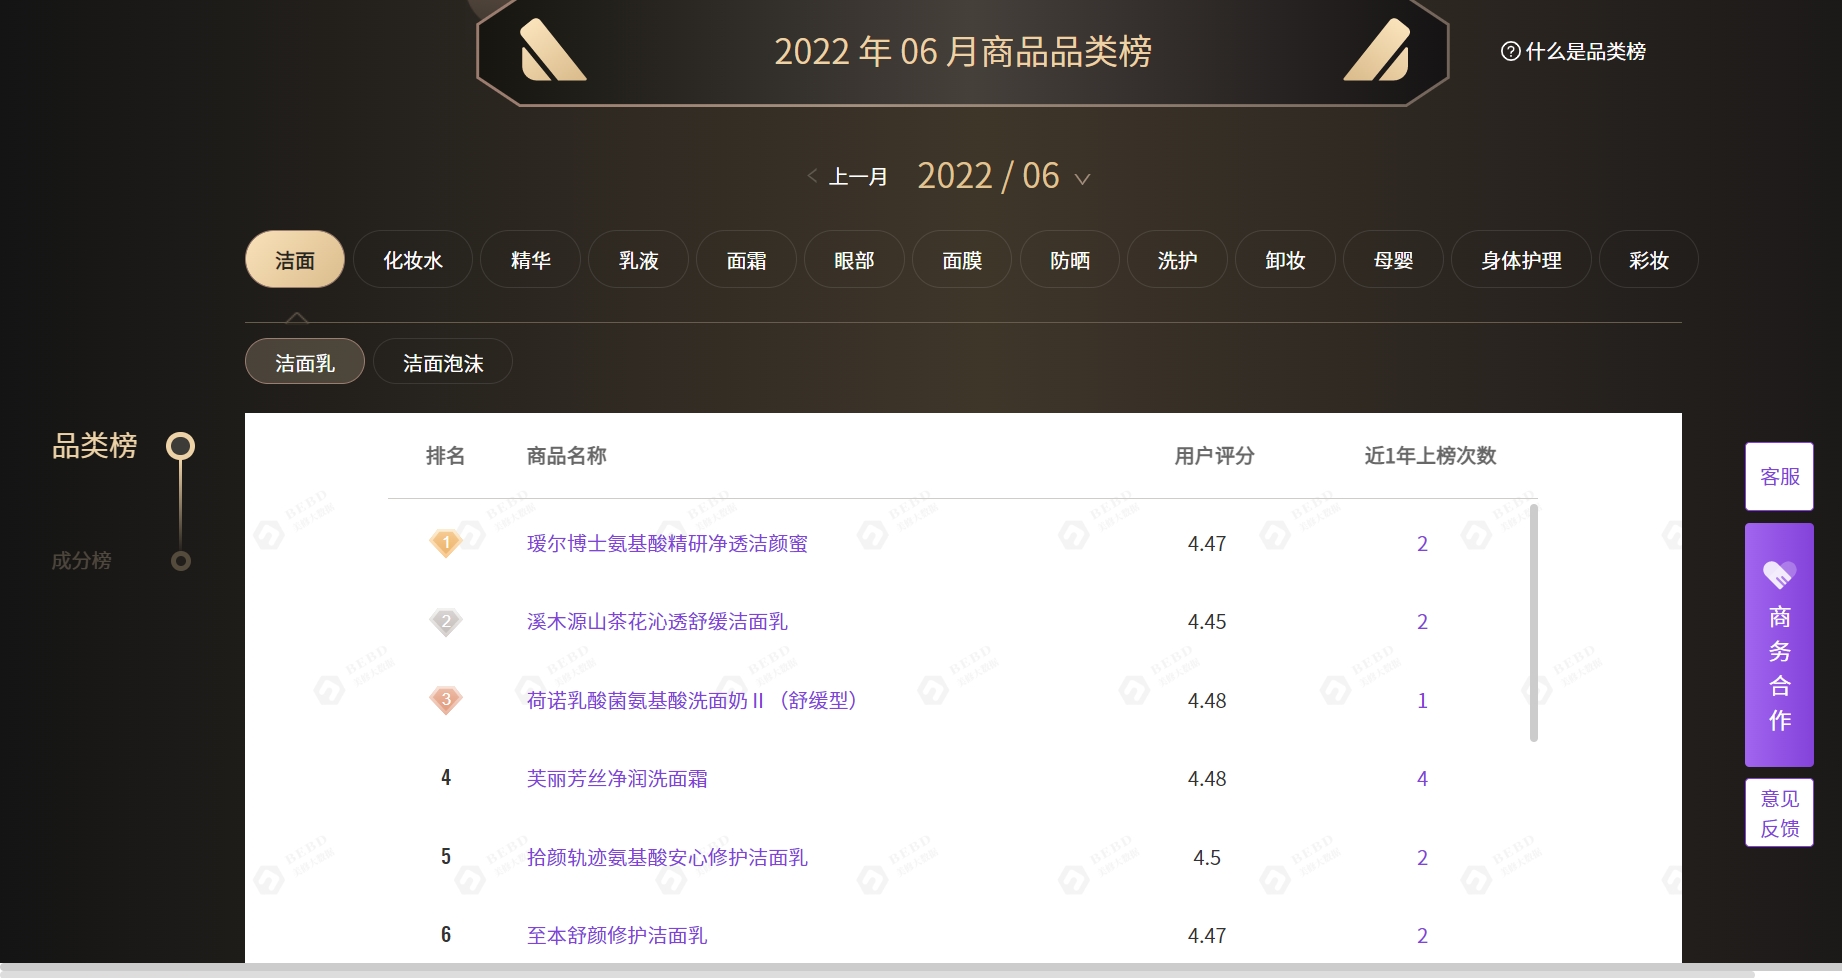 2022 年 06 月商品品类榜
什么是品类榜
上一月 2022 / 06
洁面 化妆水 精华 乳液 面霜 眼部 面膜 防晒 洗护 卸妆 母婴 身体护理 彩妆
洁面乳 洁面泡沫
品类榜
成分榜
排名 商品名称 用户评分 近1年上榜次数
1 瑷尔博士氨基酸精研净透洁颜蜜 4.47 2
2 溪木源山茶花沁透舒缓洁面乳 4.45 2
3 荷诺乳酸菌氨基酸洗面奶Ⅱ（舒缓型） 4.48 1
4 芙丽芳丝净润洗面霜 4.48 4
5 拾颜轨迹氨基酸安心修护洁面乳 4.5 2
6 至本舒颜修护洁面乳 4.47 2
客服
商
务
合
作
意见
反馈
BEBD
美修大数据